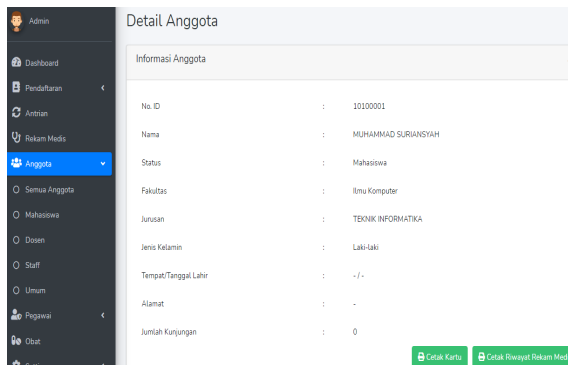 Admin
Dashboard
Pendaftaran
Antrian
Rekam Medis
Anggota
Semua Anggota
Mahasiswa
Dosen
Staff
Umum
Pegawai
Obat
Detail Anggota
Informasi Anggota
No. ID : 10100001
Nama : MUHAMMAD SURIANSYAH
Status : Mahasiswa
Fakultas : Ilmu Komputer
Jurusan : TEKNIK INFORMATIKA
Jenis Kelamin : Laki-laki
Tempat/Tanggal Lahir : - / -
Alamat : -
Jumlah Kunjungan : 0
Cetak Kartu
Cetak Riwayat Rekam Med